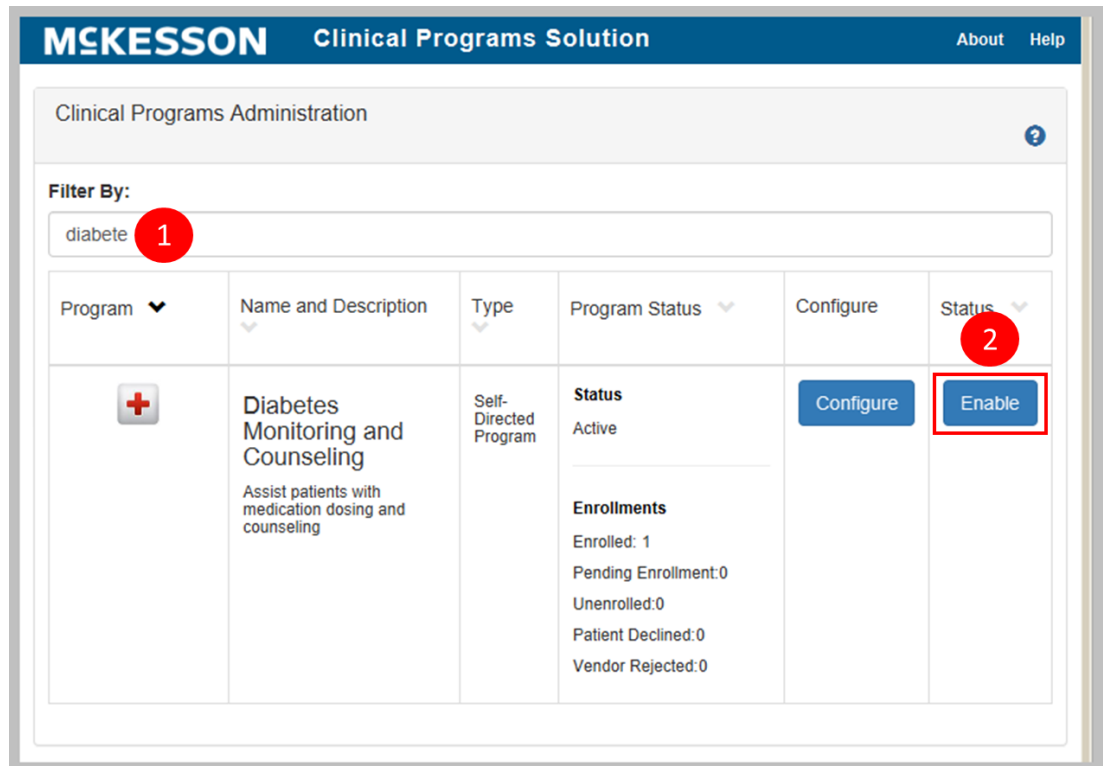 MCKESSON Clinical Programs Solution About Help
Clinical Programs Administration
?
Filter By:
diabete 1
Program Name and Description Type Program Status Configure Status
2
Diabetes
Monitoring and
Counseling
Assist patients with
medication dosing and
counseling
Self-
Directed
Program
Status
Active
Enrollments
Enrolled: 1
Pending Enrollment:0
Unenrolled:0
Patient Declined:0
Vendor Rejected:0
Configure
Enable